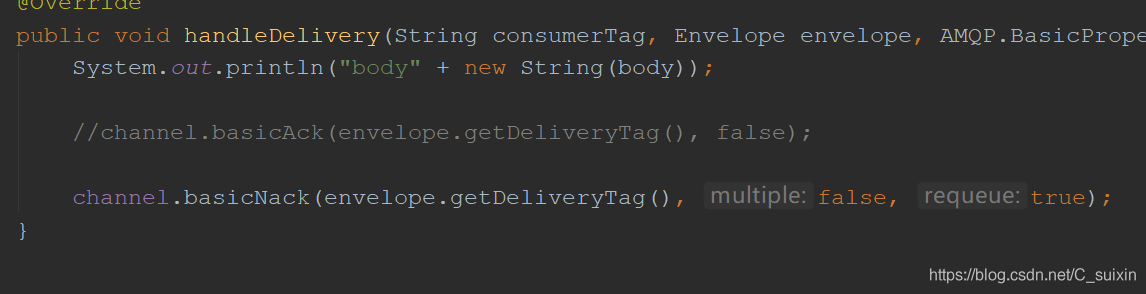 @Override
public void handleDelivery(String consumerTag, Envelope envelope, AMQP.BasicPrope
System.out.println("body" + new String(body));
//channel.basicAck(envelope.getDeliveryTag(), false);
channel.basicNack(envelope.getDeliveryTag(), multiple: false, requeue: true);
}
https://blog.csdn.net/C_suixin